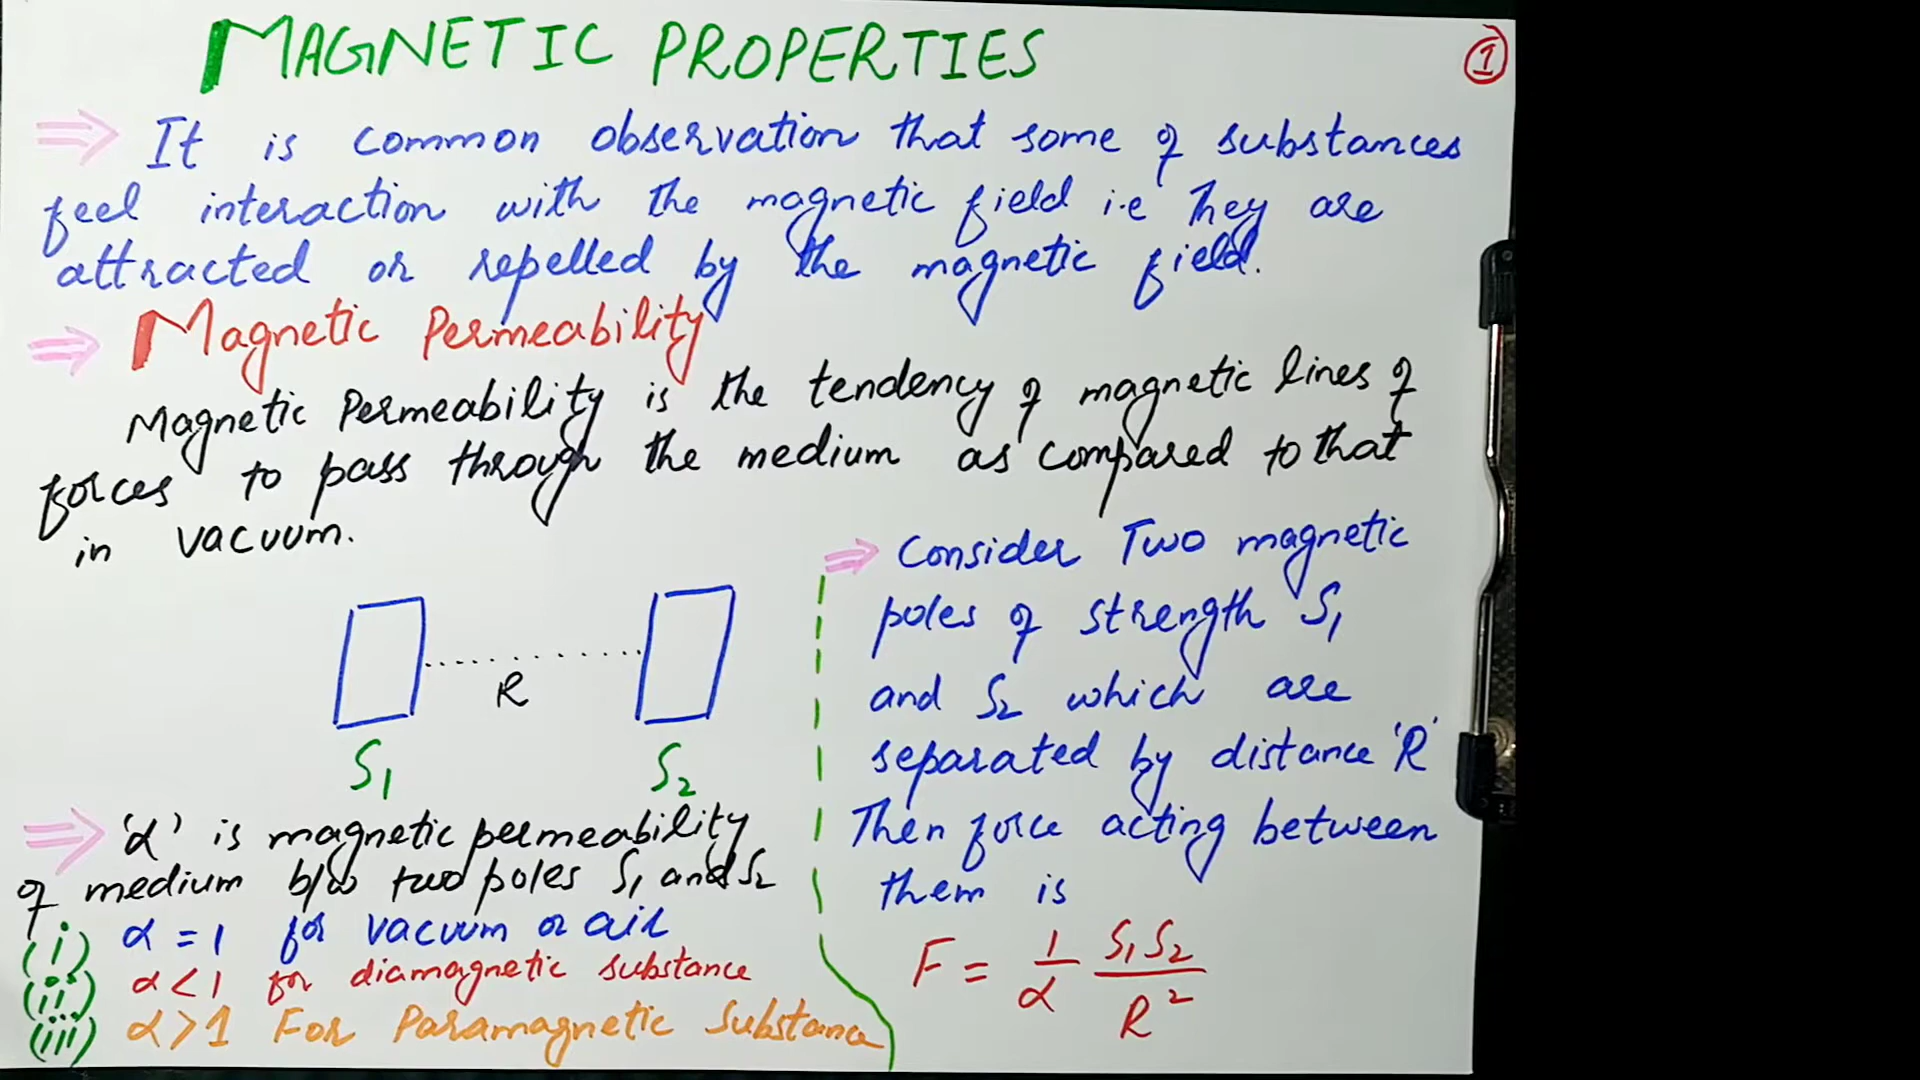 MAGNETIC PROPERTIES
1
⇒ It is common observation that some of substances
feel interaction with the magnetic field i.e They are
attracted or repelled by the magnetic field.
⇒ Magnetic Permeability
Magnetic Permeability is the tendency of magnetic lines of
forces to pass through the medium as compared to that
in vacuum.
R
S1
S2
⇒ 'α' is magnetic permeability
of medium b/w two poles S1 and S2
(i) α = 1 for vacuum or air
(ii) α < 1 for diamagnetic substance
(iii) α > 1 For Paramagnetic Substance
⇒ Consider Two magnetic
poles of strength S1
and S2 which are
separated by distance 'R'
Then force acting between
them is
F = 1/α S1S2/R²